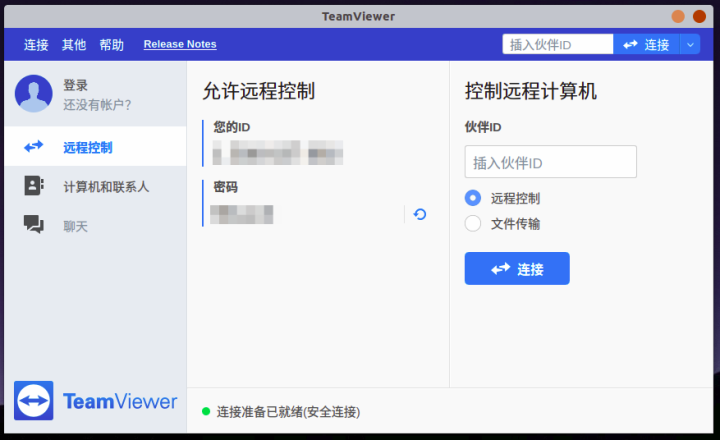 TeamViewer
连接 其他 帮助 Release Notes
插入伙伴ID 连接
登录
还没有帐户?
远程控制
计算机和联系人
聊天
TeamViewer
允许远程控制
您的ID
密码
控制远程计算机
伙伴ID
插入伙伴ID
远程控制
文件传输
连接
连接准备已就绪(安全连接)